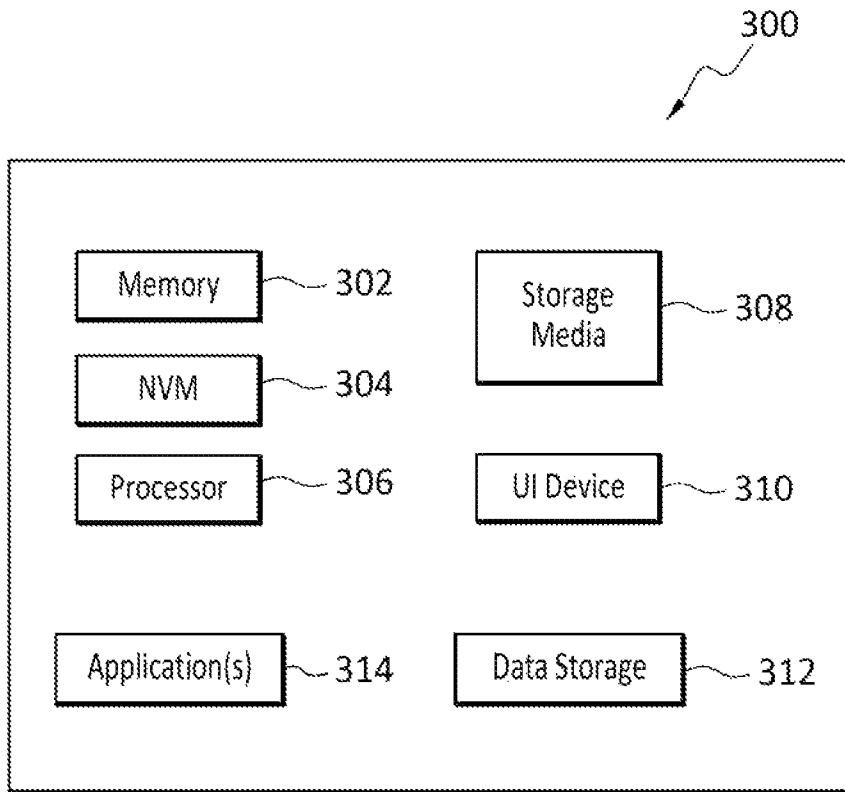 300
Memory 302
Storage
Media 308
NVM 304
Processor 306
UI Device 310
Application(s) 314
Data Storage 312